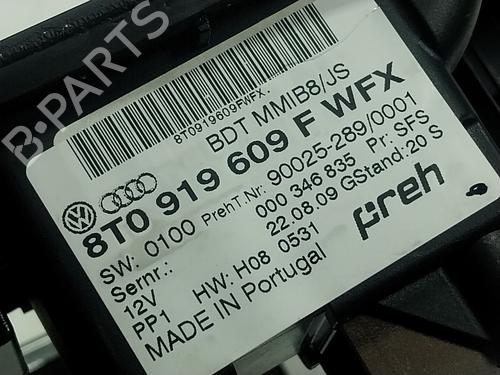 B-PARTS
8T0919609FWFX.
BDT MMIB8/JS
8T0 919 609 F WFX
SW: 0100 PrehT.Nr: 90025-289/0001
Sernr.: 000 346 835 Pr: SFS
12V 22.08.09 GStand: 20 S
PP1 HW: H08 0531 preh
MADE IN Portugal